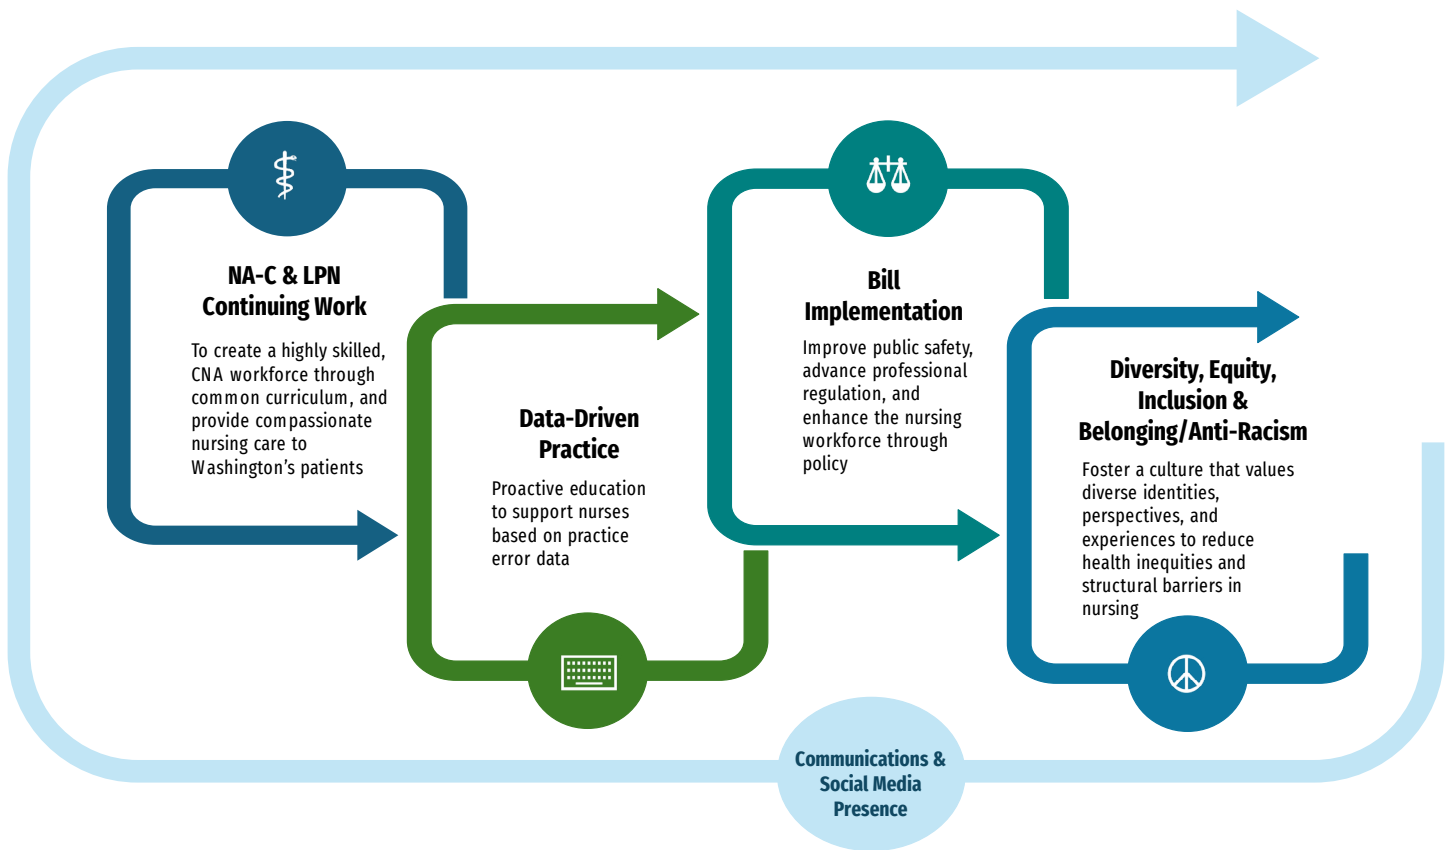 NA-C & LPN
Continuing Work
To create a highly skilled,
CNA workforce through
common curriculum, and
provide compassionate
nursing care to
Washington's patients
Data-Driven
Practice
Proactive education
to support nurses
based on practice
error data
Bill
Implementation
Improve public safety,
advance professional
regulation, and
enhance the nursing
workforce through
policy
Diversity, Equity,
Inclusion &
Belonging/Anti-Racism
Foster a culture that values
diverse identities,
perspectives, and
experiences to reduce
health inequities and
structural barriers in
nursing
Communications &
Social Media
Presence